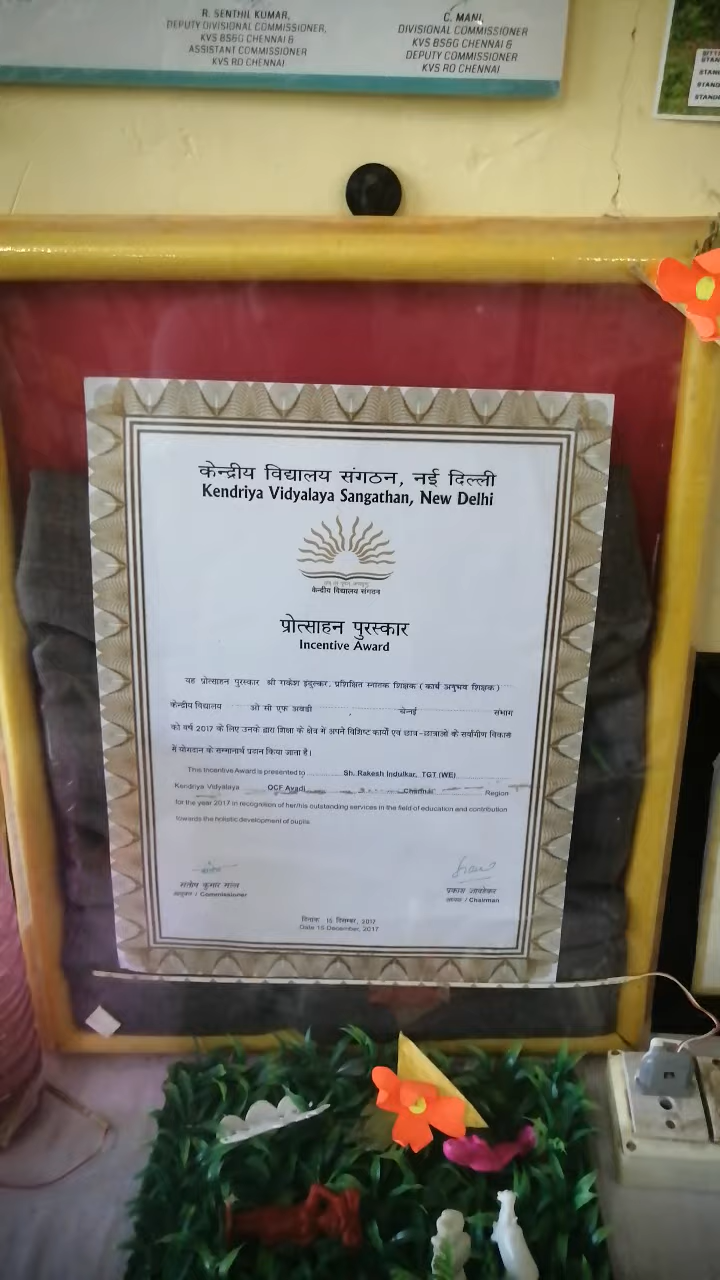 R. SENTHIL KUMAR,
DEPUTY DIVISIONAL COMMISSIONER,
KVS BS&G CHENNAI &
ASSISTANT COMMISSIONER
KVS RO CHENNAI
C. MANI,
DIVISIONAL COMMISSIONER
KVS BS&G CHENNAI &
DEPUTY COMMISSIONER
KVS RO CHENNAI
केन्द्रीय विद्यालय संगठन, नई दिल्ली
Kendriya Vidyalaya Sangathan, New Delhi
केन्द्रीय विद्यालय संगठन
प्रोत्साहन पुरस्कार
Incentive Award
यह प्रोत्साहन पुरस्कार श्री राकेश इंदुलकर, प्रशिक्षित स्नातक शिक्षक ( कार्य अनुभव शिक्षक )
केन्द्रीय विद्यालय ओ सी एफ अवडी चेन्नई संभाग
को वर्ष 2017 के लिए उनके द्वारा शिक्षा के क्षेत्र में अपने विशिष्ट कार्यों एवं छात्र-छात्राओं के सर्वांगीण विकास
में योगदान के सम्मानार्थ प्रदान किया जाता है।
This Incentive Award is presented to Sh. Rakesh Indulkar, TGT (WE)
Kendriya Vidyalaya OCF Avadi Chennai Region
for the year 2017 in recognition of her/his outstanding services in the field of education and contribution
towards the holistic development of pupils.
संतोष कुमार मल्ल
आयुक्त / Commissioner
प्रकाश जावडेकर
अध्यक्ष / Chairman
दिनांक 15 दिसम्बर, 2017
Date 15 December, 2017